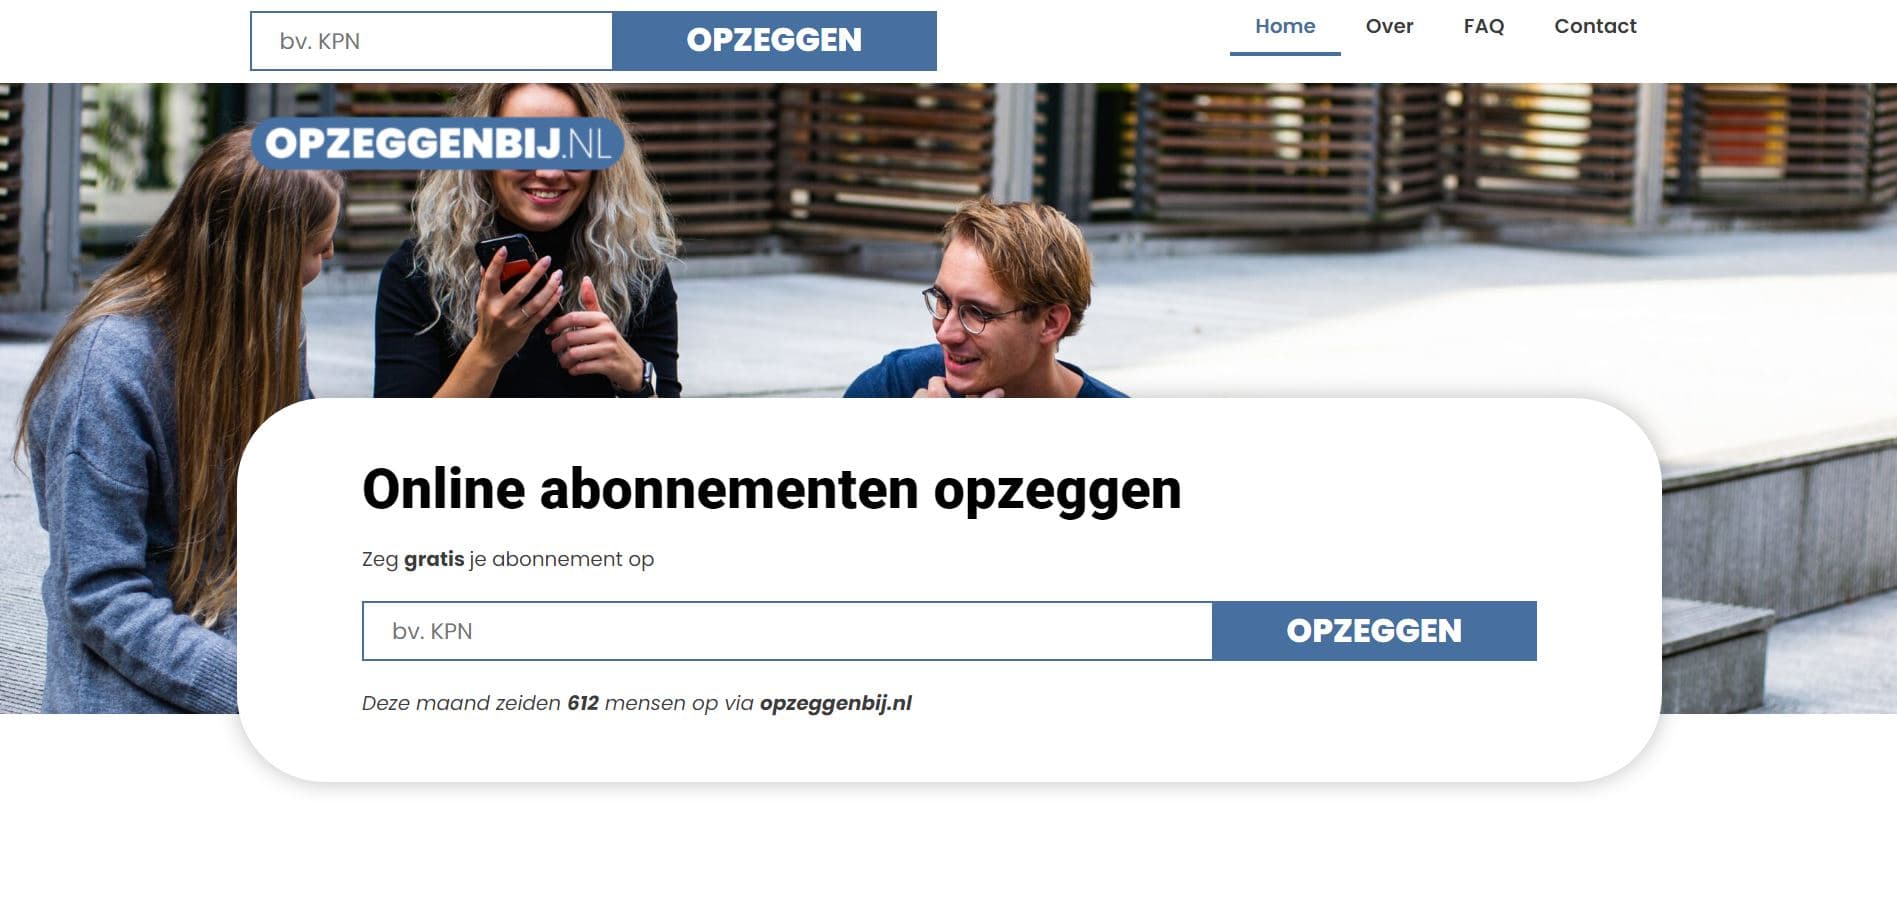 bv. KPN
OPZEGGEN
Home
Over
FAQ
Contact
OPZEGGENBIJ.NL
Online abonnementen opzeggen
Zeg gratis je abonnement op
bv. KPN
OPZEGGEN
Deze maand zeiden 612 mensen op via opzeggenbij.nl